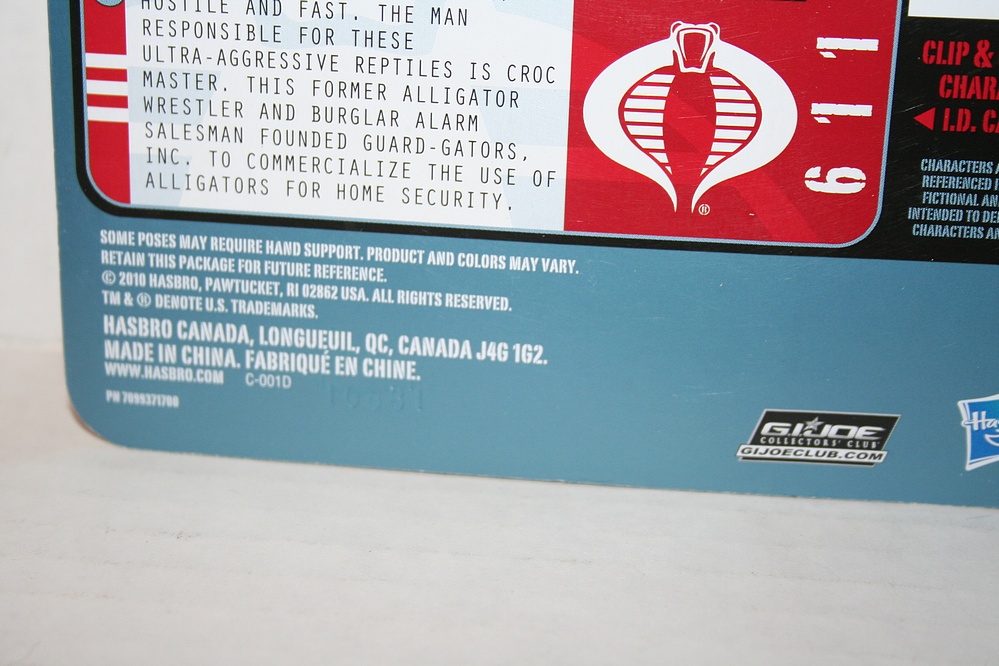 HOSTILE AND FAST. THE MAN
RESPONSIBLE FOR THESE
ULTRA-AGGRESSIVE REPTILES IS CROC
MASTER. THIS FORMER ALLIGATOR
WRESTLER AND BURGLAR ALARM
SALESMAN FOUNDED GUARD-GATORS,
INC. TO COMMERCIALIZE THE USE OF
ALLIGATORS FOR HOME SECURITY.
®
6111
CLIP &
CHARA
◀ I.D. CA
CHARACTERS A
REFERENCED I
FICTIONAL AN
INTENDED TO DE
CHARACTERS AN
SOME POSES MAY REQUIRE HAND SUPPORT. PRODUCT AND COLORS MAY VARY.
RETAIN THIS PACKAGE FOR FUTURE REFERENCE.
© 2010 HASBRO, PAWTUCKET, RI 02862 USA. ALL RIGHTS RESERVED.
TM & ® DENOTE U.S. TRADEMARKS.
HASBRO CANADA, LONGUEUIL, QC, CANADA J4G 1G2.
MADE IN CHINA. FABRIQUÉ EN CHINE.
WWW.HASBRO.COM C-001D
PN 7099371700
G.I. JOE
COLLECTORS' CLUB
GIJOECLUB.COM
Has